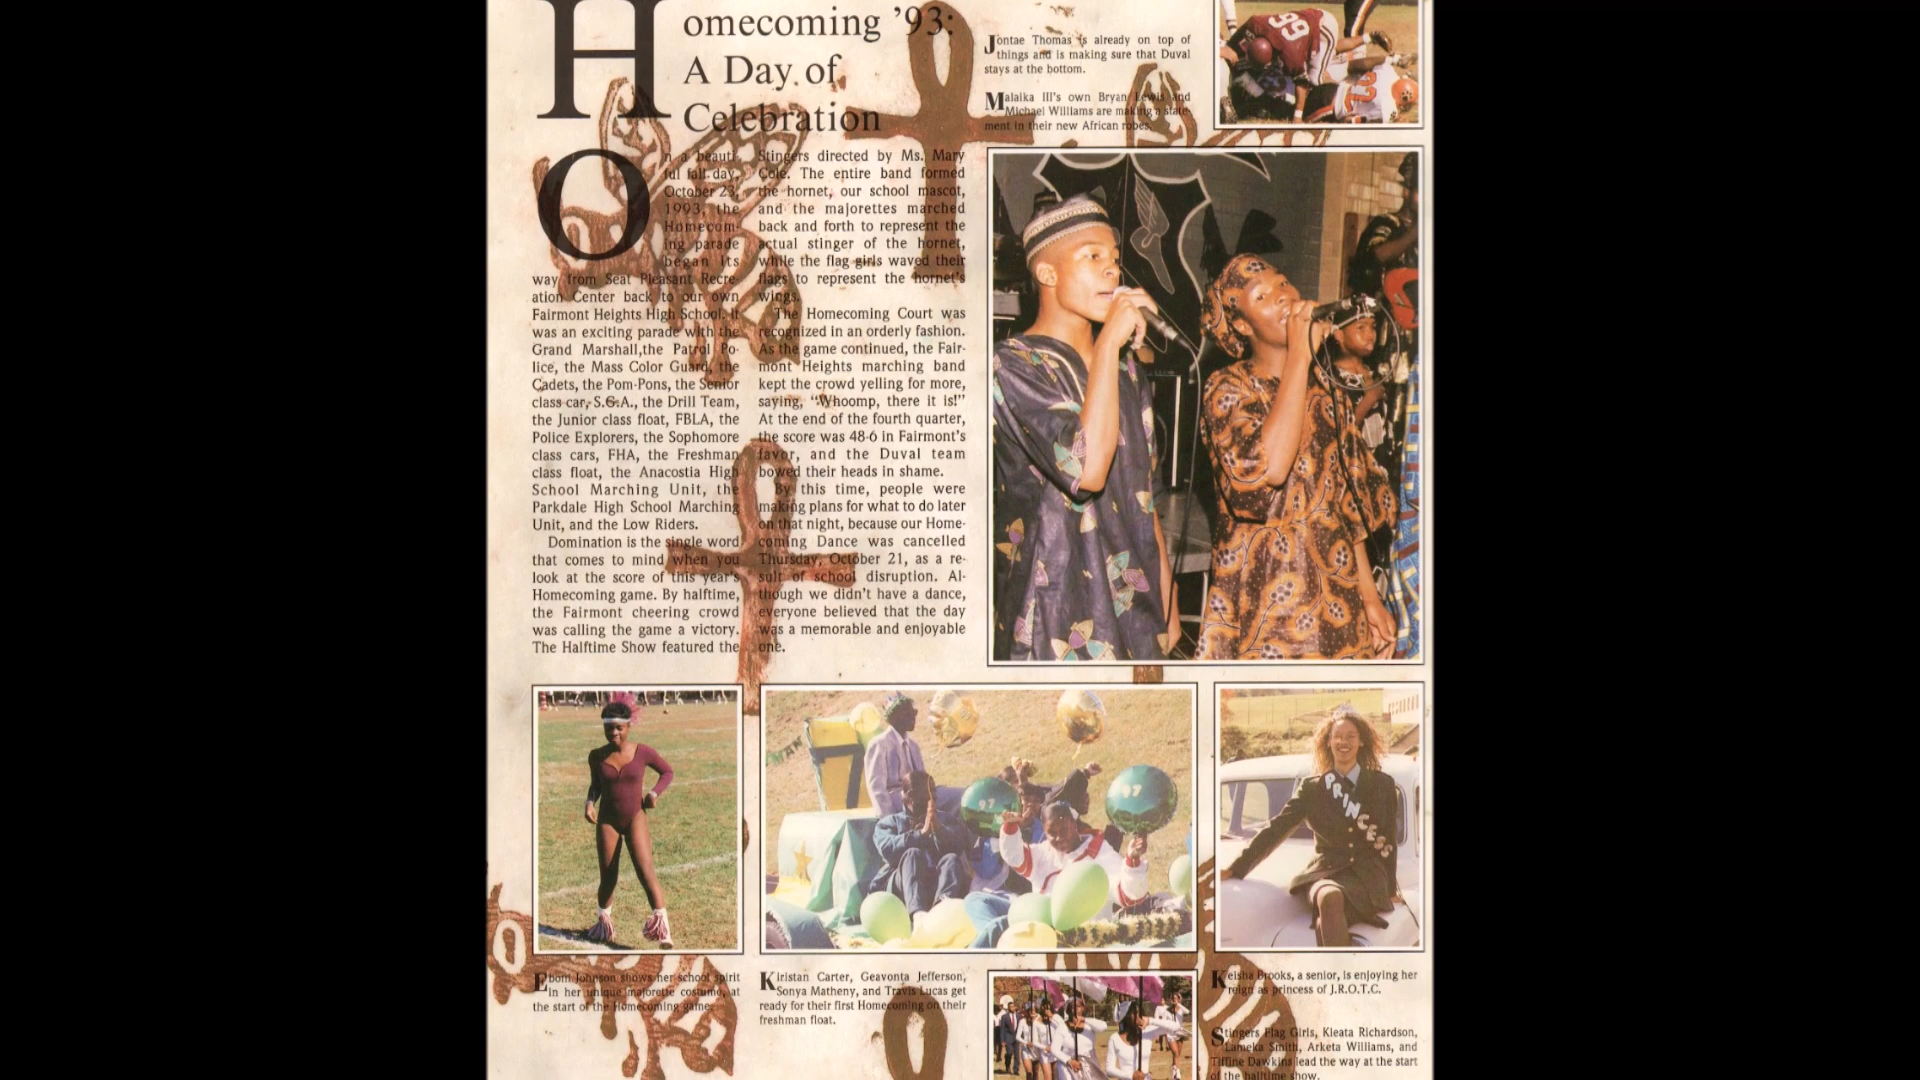 Homecoming ’93:
A Day of
Celebration
On a beauti-
ful fall day,
October 23,
1993, the
Homecom-
ing parade
began its
way from Seat Pleasant Recre-
ation Center back to our own
Fairmont Heights High School. It
was an exciting parade with the
Grand Marshall,the Patrol Po-
lice, the Mass Color Guard, the
Cadets, the Pom-Pons, the Senior
class car, S.G.A., the Drill Team,
the Junior class float, FBLA, the
Police Explorers, the Sophomore
class cars, FHA, the Freshman
class float, the Anacostia High
School Marching Unit, the
Parkdale High School Marching
Unit, and the Low Riders.
Domination is the single word
that comes to mind when you
look at the score of this year's
Homecoming game. By halftime,
the Fairmont cheering crowd
was calling the game a victory.
The Halftime Show featured the
Stingers directed by Ms. Mary
Cole. The entire band formed
the hornet, our school mascot,
and the majorettes marched
back and forth to represent the
actual stinger of the hornet,
while the flag girls waved their
flags to represent the hornet's
wings.
The Homecoming Court was
recognized in an orderly fashion.
As the game continued, the Fair-
mont Heights marching band
kept the crowd yelling for more,
saying, “Whoomp, there it is!”
At the end of the fourth quarter,
the score was 48-6 in Fairmont's
favor, and the Duval team
bowed their heads in shame.
By this time, people were
making plans for what to do later
on that night, because our Home-
coming Dance was cancelled
Thursday, October 21, as a re-
sult of school disruption. Al-
though we didn't have a dance,
everyone believed that the day
was a memorable and enjoyable
one.
Jontae Thomas is already on top of
things and is making sure that Duval
stays at the bottom.
Malaika III's own Bryan Lewis and
Michael Williams are making a state-
ment in their new African robes.
99
22
97
97
PRINCESS
Eboni Johnson shows her school spirit
in her unique majorette costume, at
the start of the Homecoming game.
Kiristan Carter, Geavonta Jefferson,
Sonya Matheny, and Travis Lucas get
ready for their first Homecoming on their
freshman float.
Keisha Brooks, a senior, is enjoying her
reign as princess of J.R.O.T.C.
Stingers Flag Girls, Kleata Richardson,
Lameka Smith, Arketa Williams, and
Tiffine Dawkins lead the way at the start
of the halftime show.